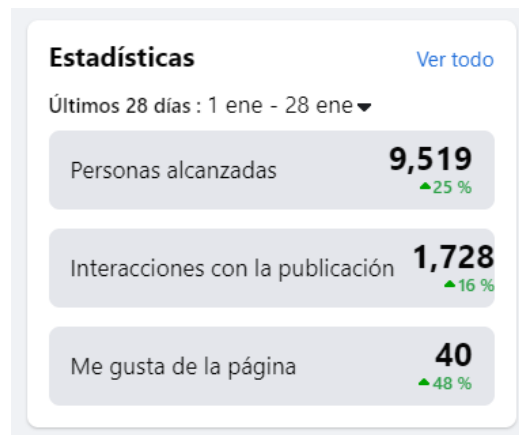 Estadísticas Ver todo
Últimos 28 días : 1 ene - 28 ene
Personas alcanzadas 9,519
25 %
Interacciones con la publicación 1,728
16 %
Me gusta de la página 40
48 %